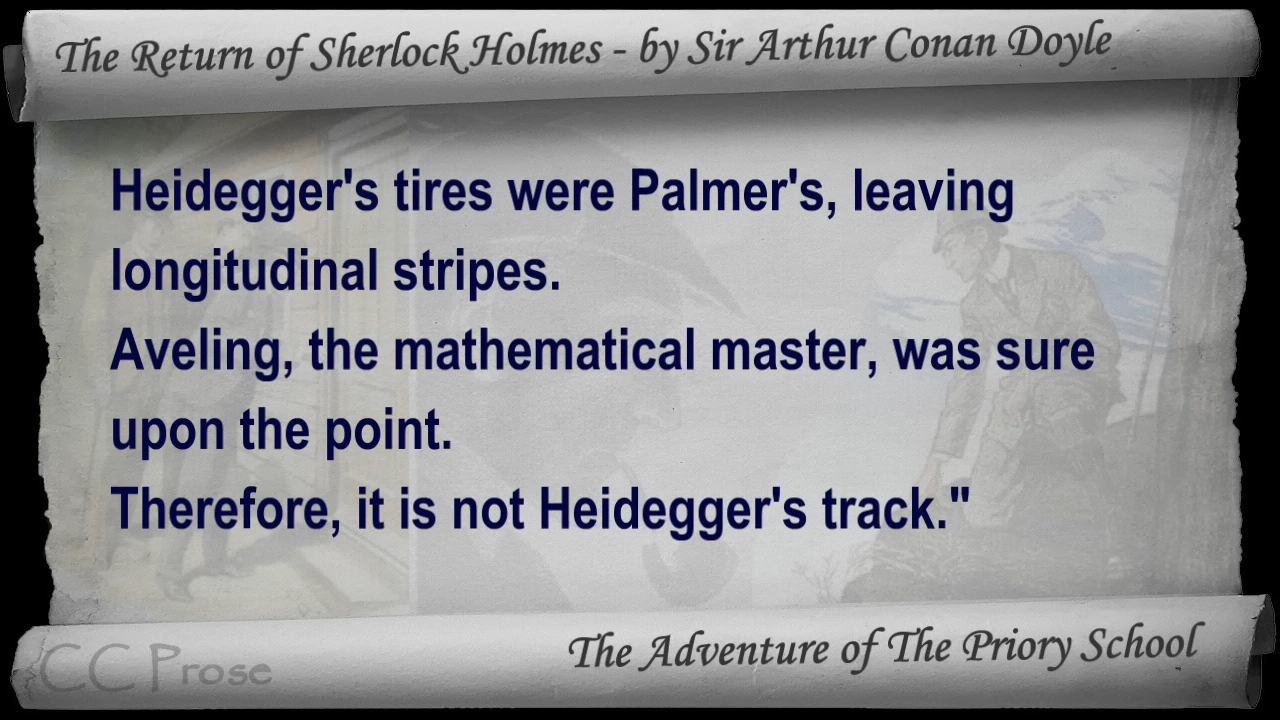 The Return of Sherlock Holmes - by Sir Arthur Conan Doyle
Heidegger's tires were Palmer's, leaving
longitudinal stripes.
Aveling, the mathematical master, was sure
upon the point.
Therefore, it is not Heidegger's track."
The Adventure of The Priory School
CC Prose